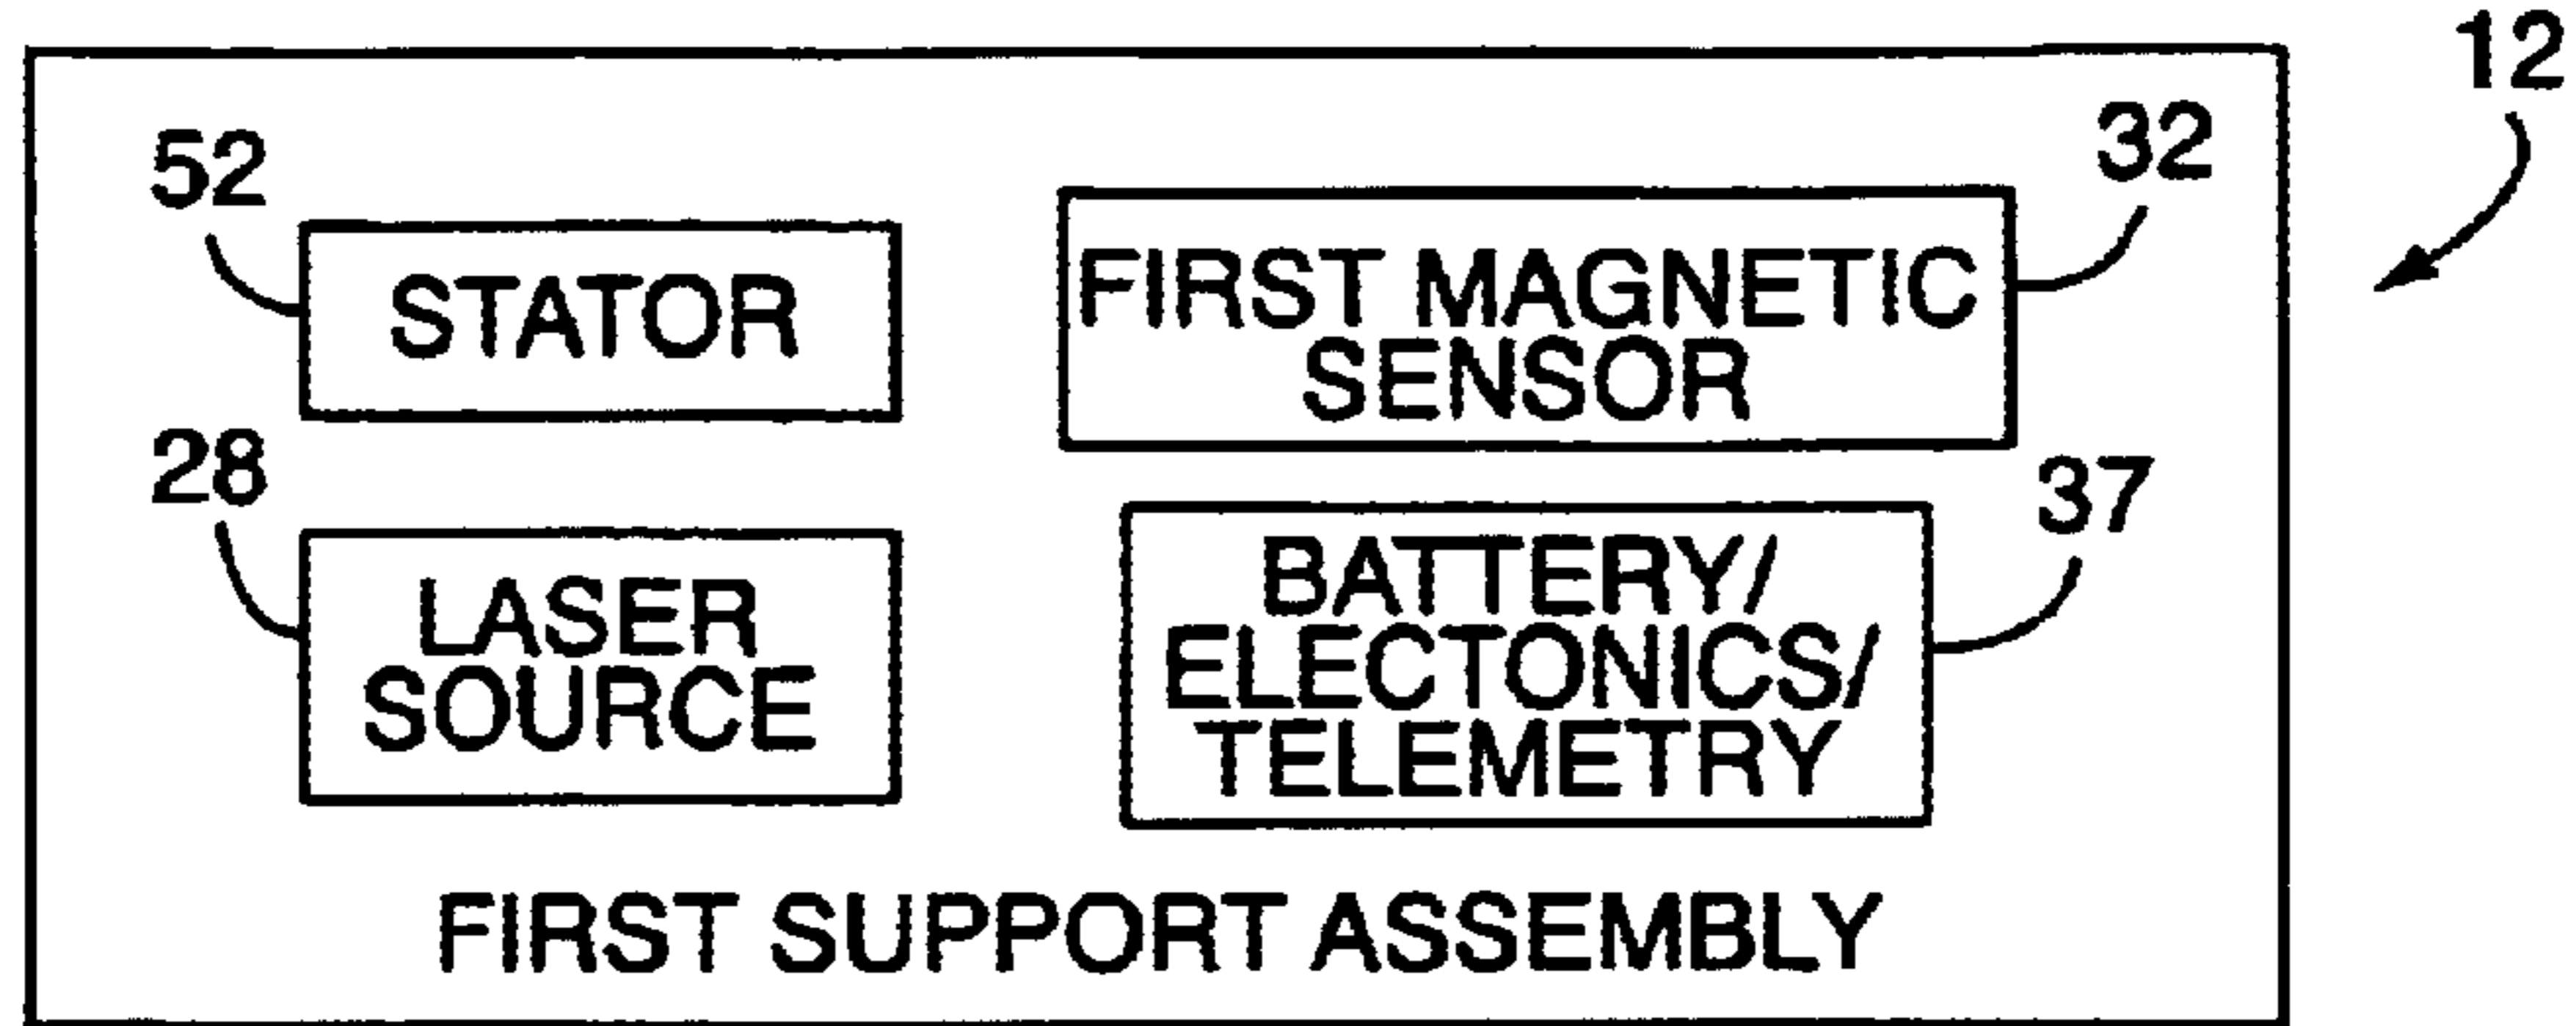 12
52
STATOR
32
FIRST MAGNETIC
SENSOR
28
LASER
SOURCE
37
BATTERY/
ELECTONICS/
TELEMETRY
FIRST SUPPORT ASSEMBLY